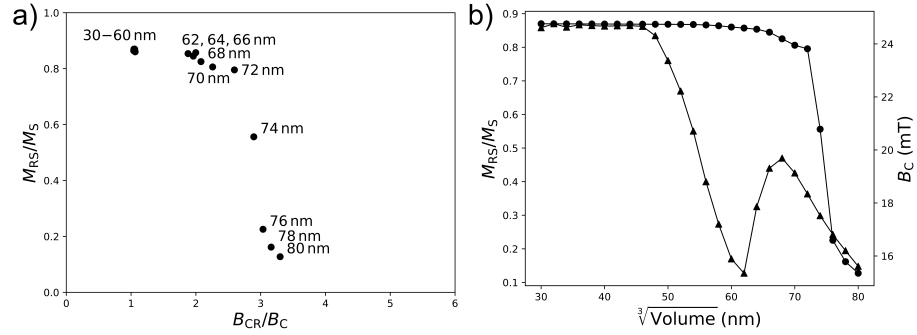 a)
1.0
0.8
0.6
0.4
0.2
0.0
M_RS/M_S
30−60 nm
62, 64, 66 nm
68 nm
70 nm
72 nm
74 nm
76 nm
78 nm
80 nm
0 1 2 3 4 5 6
B_CR/B_C
b)
0.9
0.8
0.7
0.6
0.5
0.4
0.3
0.2
0.1
M_RS/M_S
24
22
20
18
16
B_C (mT)
30 40 50 60 70 80
∛Volume (nm)